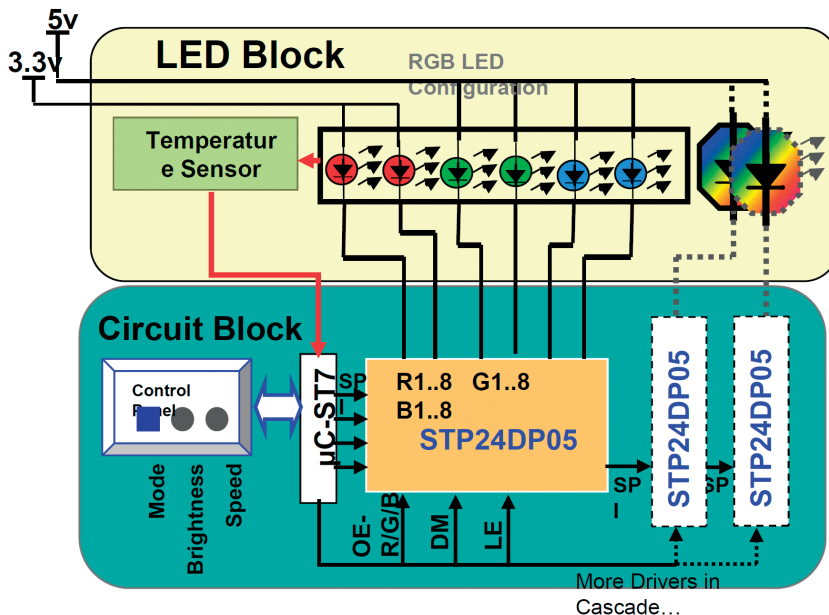 5v
LED Block
3.3v
RGB LED
Configuration
Temperatur
e Sensor
Circuit Block
Control
Panel
Mode
Brightness
Speed
µC-ST7
SP
I
R1..8 G1..8
B1..8
STP24DP05
OE-
R/G/B
DM
LE
SP
I
STP24DP05
SP
STP24DP05
More Drivers in
Cascade…